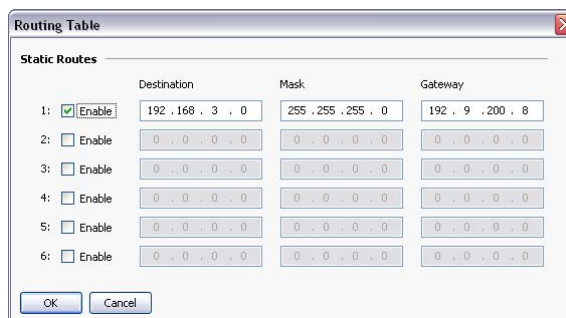 Routing Table
Static Routes
Destination Mask Gateway
1: Enable 192 . 168 . 3 . 0 255 . 255 . 255 . 0 192 . 9 . 200 . 8
2: Enable 0 . 0 . 0 . 0 0 . 0 . 0 . 0 0 . 0 . 0 . 0
3: Enable 0 . 0 . 0 . 0 0 . 0 . 0 . 0 0 . 0 . 0 . 0
4: Enable 0 . 0 . 0 . 0 0 . 0 . 0 . 0 0 . 0 . 0 . 0
5: Enable 0 . 0 . 0 . 0 0 . 0 . 0 . 0 0 . 0 . 0 . 0
6: Enable 0 . 0 . 0 . 0 0 . 0 . 0 . 0 0 . 0 . 0 . 0
OK Cancel